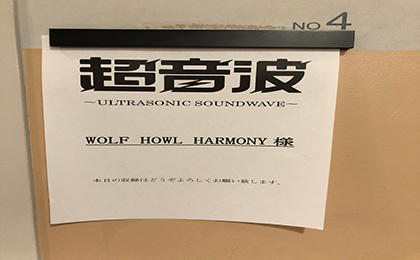 NO 4
超音波
～ULTRASONIC SOUNDWAVE～
WOLF HOWL HARMONY 様
本日の収録はどうぞよろしくお願い致します。